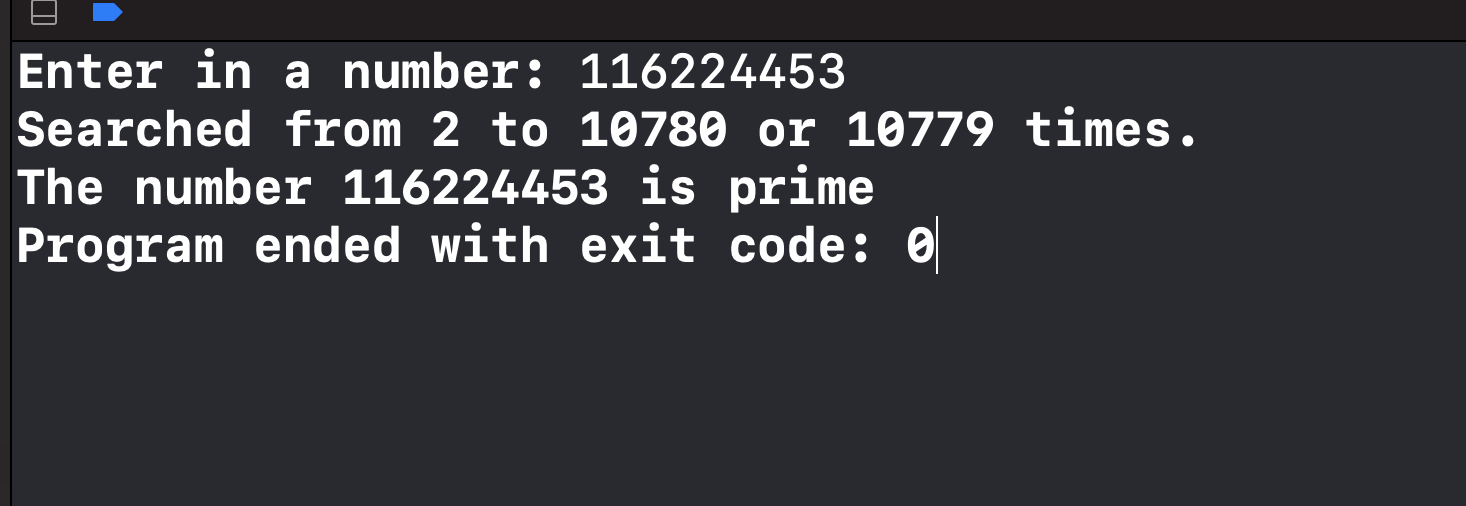 Enter in a number: 116224453
Searched from 2 to 10780 or 10779 times.
The number 116224453 is prime
Program ended with exit code: 0